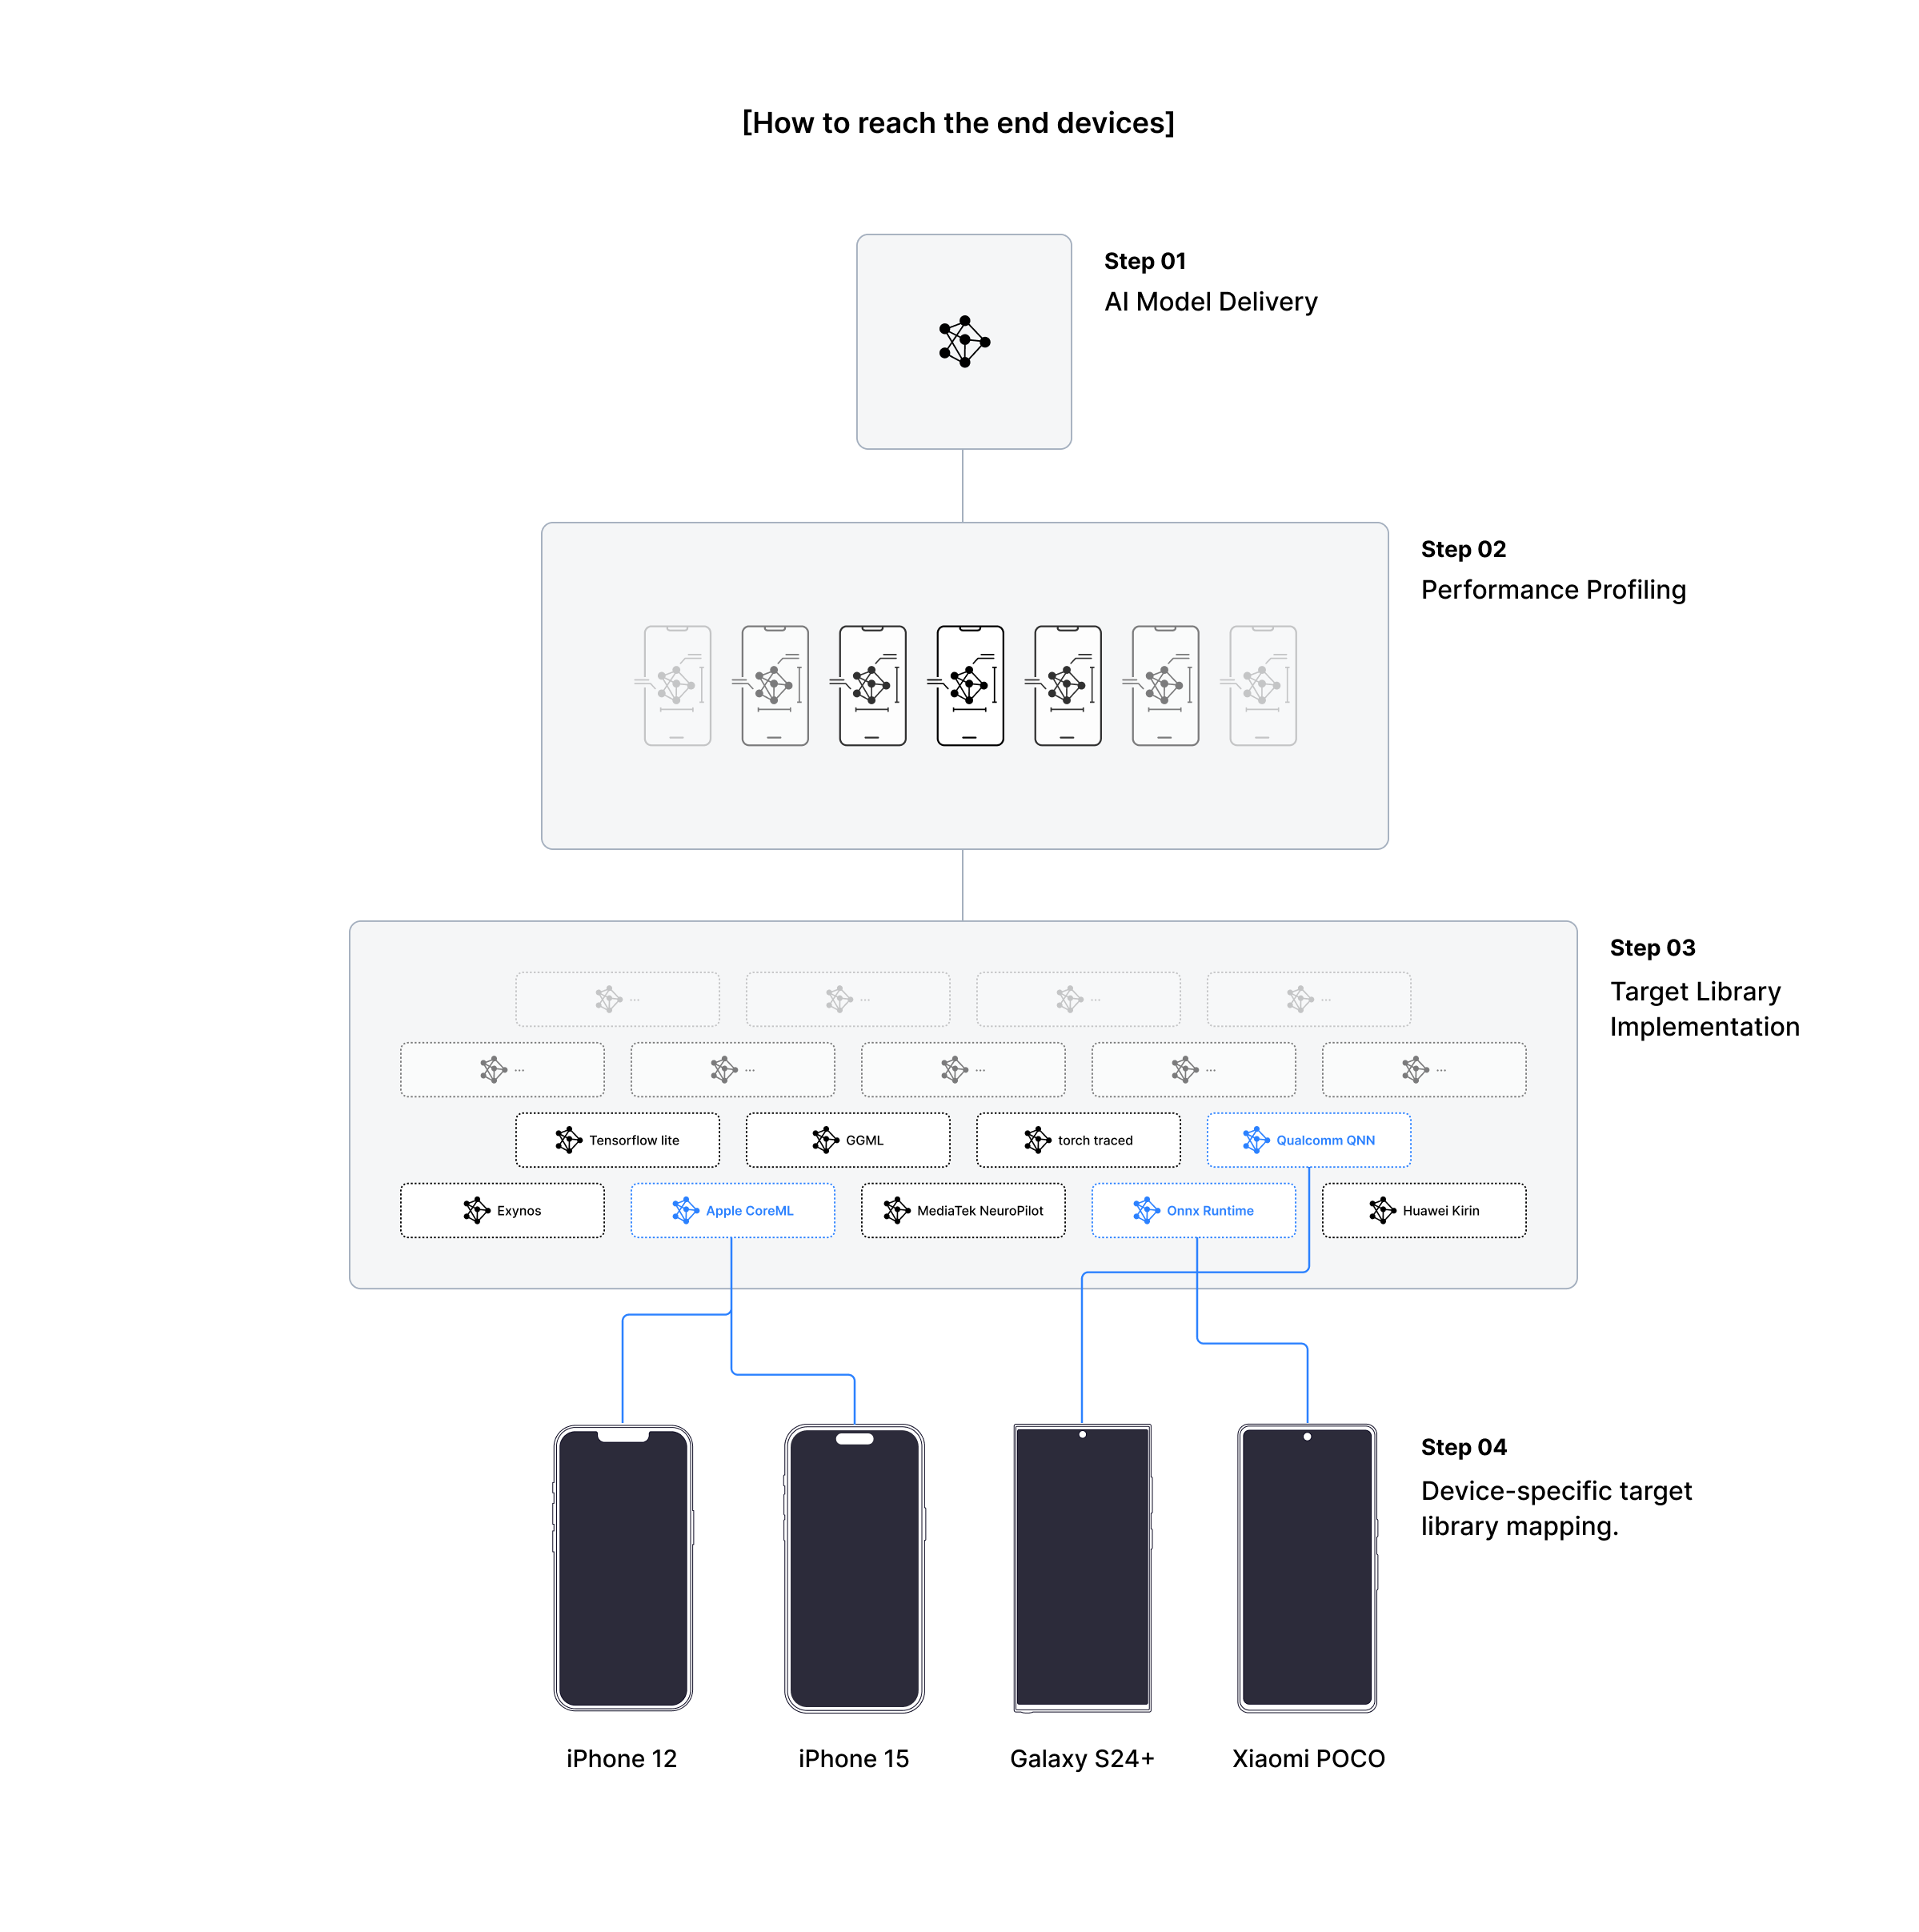 [How to reach the end devices]
Step 01
AI Model Delivery
Step 02
Performance Profiling
Step 03
Target Library
Implementation
...
...
...
...
...
...
...
...
...
Tensorflow lite
GGML
torch traced
Qualcomm QNN
Exynos
Apple CoreML
MediaTek NeuroPilot
Onnx Runtime
Huawei Kirin
Step 04
Device-specific target
library mapping.
iPhone 12
iPhone 15
Galaxy S24+
Xiaomi POCO